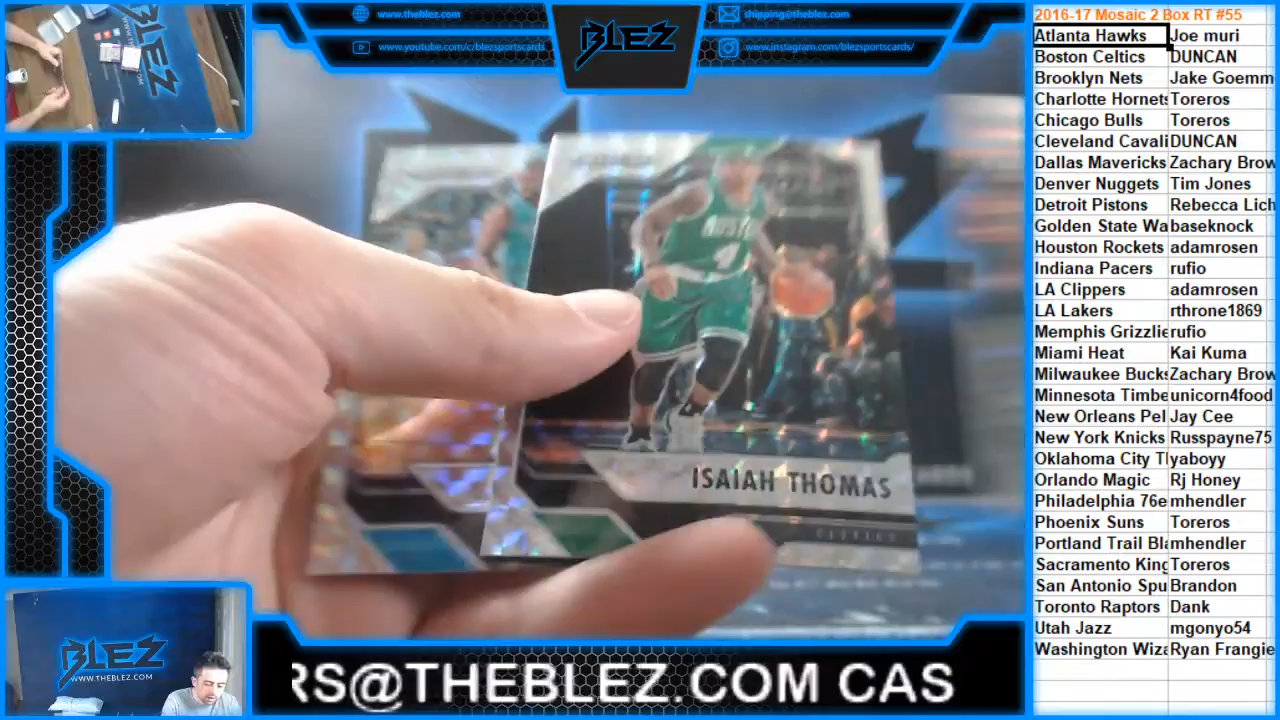 www.theblez.com
shipping@theblez.com
www.youtube.com/c/blezsportscards
www.instagram.com/blezsportscards/
BLEZ
BLEZ
4
ISAIAH THOMAS
CELTICS
2016-17 Mosaic 2 Box RT #55
Atlanta Hawks Joe muri
Boston Celtics DUNCAN
Brooklyn Nets Jake Goemm
Charlotte Hornets Toreros
Chicago Bulls Toreros
Cleveland Cavali DUNCAN
Dallas Mavericks Zachary Brow
Denver Nuggets Tim Jones
Detroit Pistons Rebecca Lich
Golden State Wa baseknock
Houston Rockets adamrosen
Indiana Pacers rufio
LA Clippers adamrosen
LA Lakers rthrone1869
Memphis Grizzlie rufio
Miami Heat Kai Kuma
Milwaukee Bucks Zachary Brow
Minnesota Timbe unicorn4food
New Orleans Pel Jay Cee
New York Knicks Russpayne75
Oklahoma City T yaboyy
Orlando Magic Rj Honey
Philadelphia 76e mhendler
Phoenix Suns Toreros
Portland Trail Bla mhendler
Sacramento King Toreros
San Antonio Spu Brandon
Toronto Raptors Dank
Utah Jazz mgonyo54
Washington Wiza Ryan Frangie
BLEZ
WWW.THEBLEZ.COM
RS@THEBLEZ.COM CAS